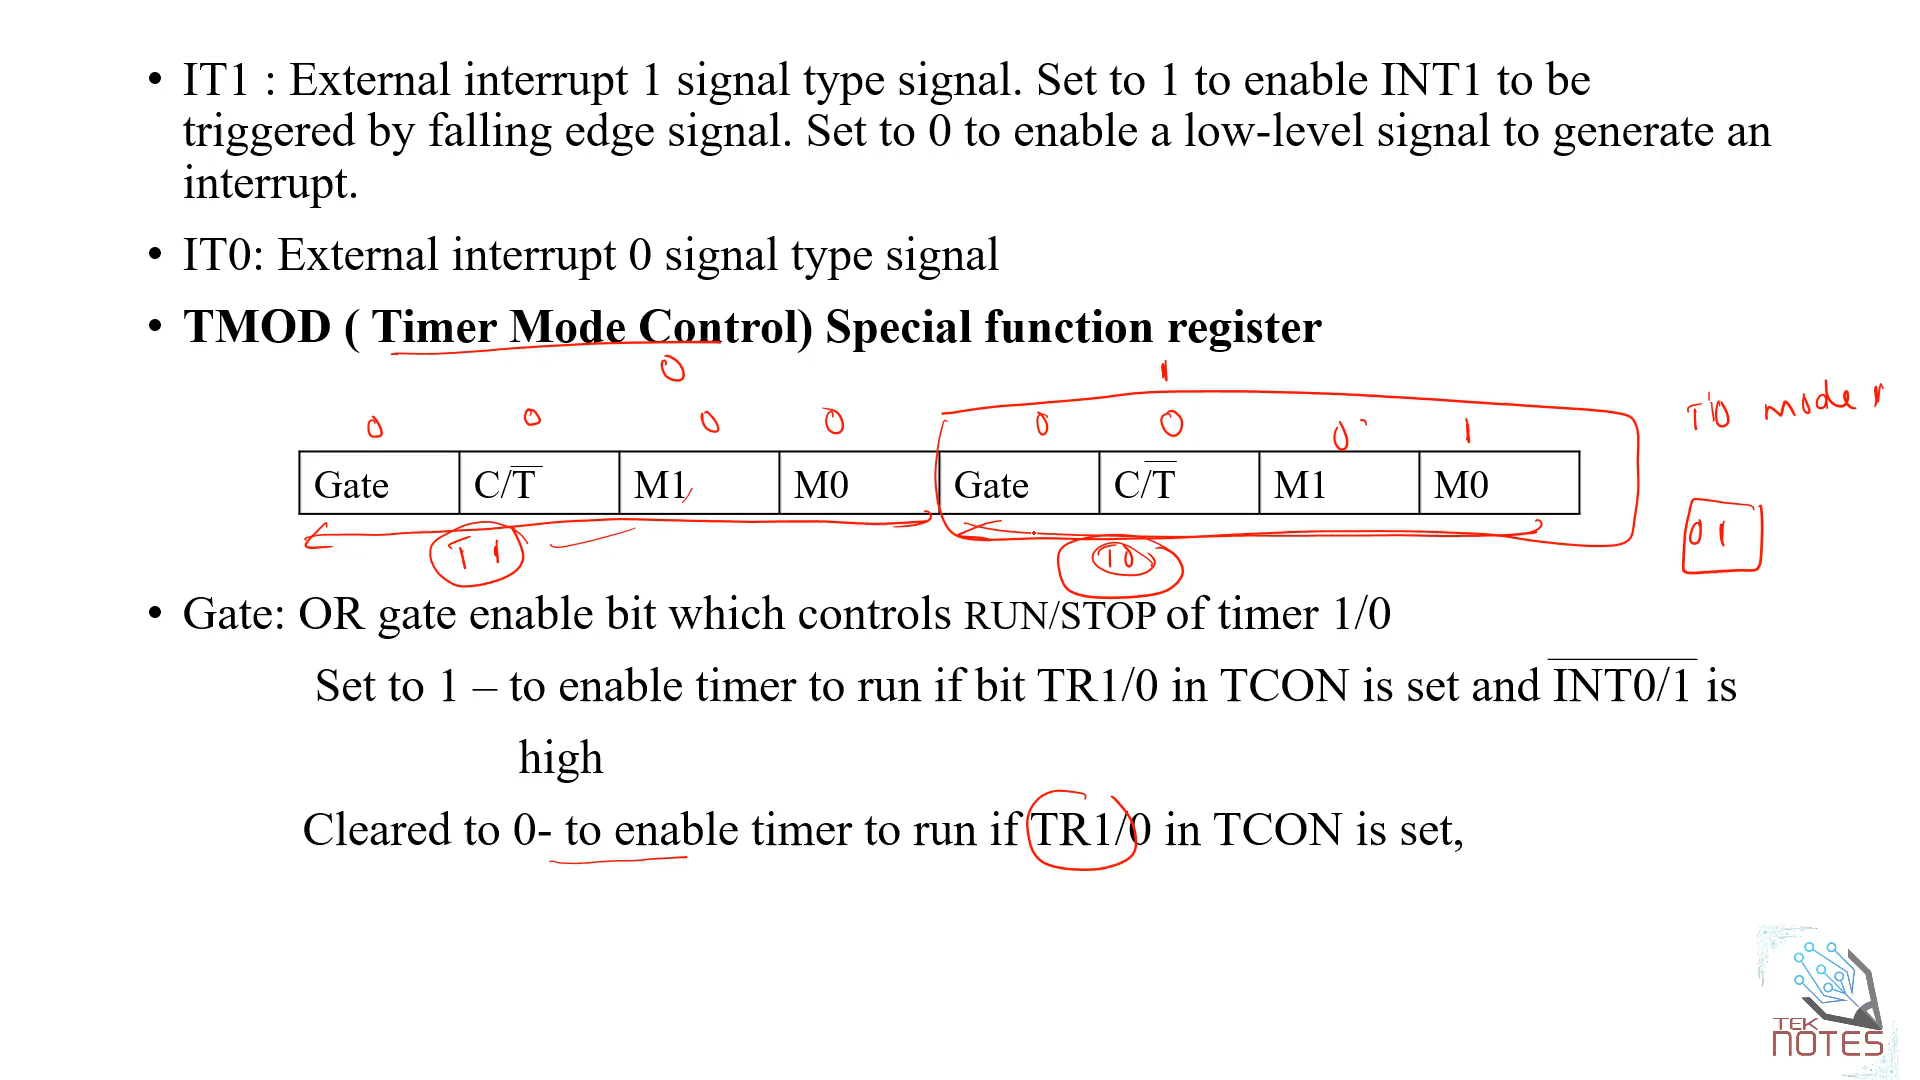 • IT1 : External interrupt 1 signal type signal. Set to 1 to enable INT1 to be
triggered by falling edge signal. Set to 0 to enable a low-level signal to generate an
interrupt.
• IT0: External interrupt 0 signal type signal
• TMOD ( Timer Mode Control) Special function register
0 1
0 0 0 0 0 0 0 1
T0 mode 1
Gate C/T̅ M1 M0 Gate C/T̅ M1 M0
01
T1 T0
• Gate: OR gate enable bit which controls RUN/STOP of timer 1/0
Set to 1 – to enable timer to run if bit TR1/0 in TCON is set and I̅N̅T̅0̅/̅1̅ is
high
Cleared to 0- to enable timer to run if TR1/0 in TCON is set,
TEK
NOTES